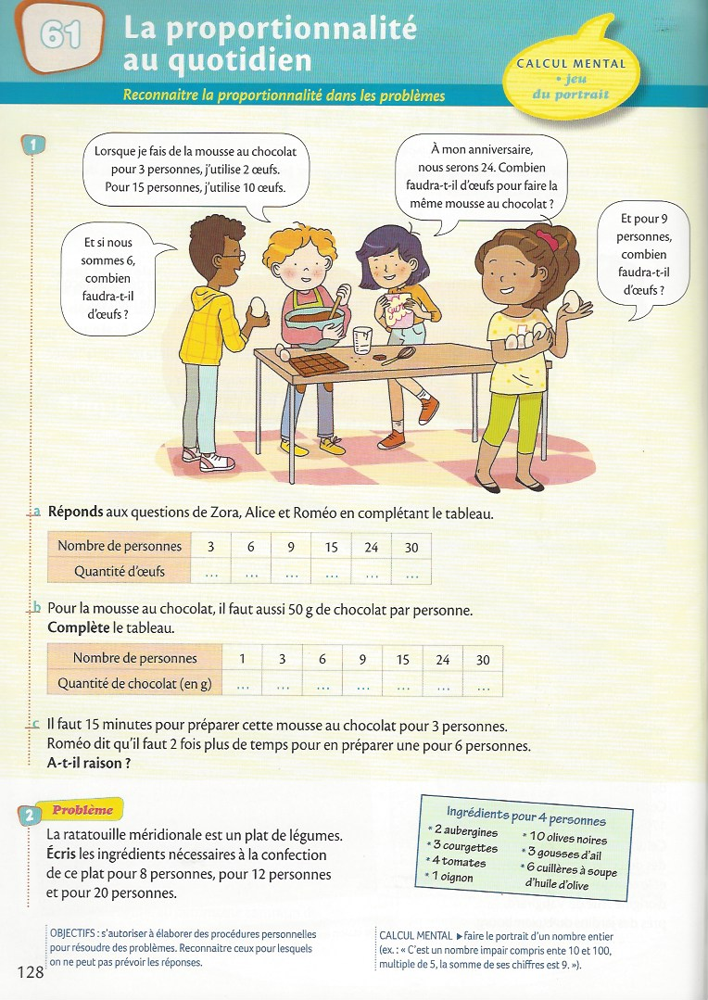 61
La proportionnalité
au quotidien
Reconnaitre la proportionnalité dans les problèmes
CALCUL MENTAL
• jeu
du portrait
1
Lorsque je fais de la mousse au chocolat
pour 3 personnes, j'utilise 2 œufs.
Pour 15 personnes, j'utilise 10 œufs.
À mon anniversaire,
nous serons 24. Combien
faudra-t-il d'œufs pour faire la
même mousse au chocolat ?
Et si nous
sommes 6,
combien
faudra-t-il
d'œufs ?
Et pour 9
personnes,
combien
faudra-t-il
d'œufs ?
a Réponds aux questions de Zora, Alice et Roméo en complétant le tableau.
Nombre de personnes 3 6 9 15 24 30
Quantité d'œufs ... ... ... ... ... ...
b Pour la mousse au chocolat, il faut aussi 50 g de chocolat par personne.
Complète le tableau.
Nombre de personnes 1 3 6 9 15 24 30
Quantité de chocolat (en g) ... ... ... ... ... ... ...
c Il faut 15 minutes pour préparer cette mousse au chocolat pour 3 personnes.
Roméo dit qu'il faut 2 fois plus de temps pour en préparer une pour 6 personnes.
A-t-il raison ?
2 Problème
La ratatouille méridionale est un plat de légumes.
Écris les ingrédients nécessaires à la confection
de ce plat pour 8 personnes, pour 12 personnes
et pour 20 personnes.
Ingrédients pour 4 personnes
* 2 aubergines
* 3 courgettes
* 4 tomates
* 1 oignon
* 10 olives noires
* 3 gousses d'ail
* 6 cuillères à soupe
d'huile d'olive
OBJECTIFS : s'autoriser à élaborer des procédures personnelles
pour résoudre des problèmes. Reconnaitre ceux pour lesquels
on ne peut pas prévoir les réponses.
CALCUL MENTAL ▶ faire le portrait d'un nombre entier
(ex. : « C'est un nombre impair compris ente 10 et 100,
multiple de 5, la somme de ses chiffres est 9. »).
128